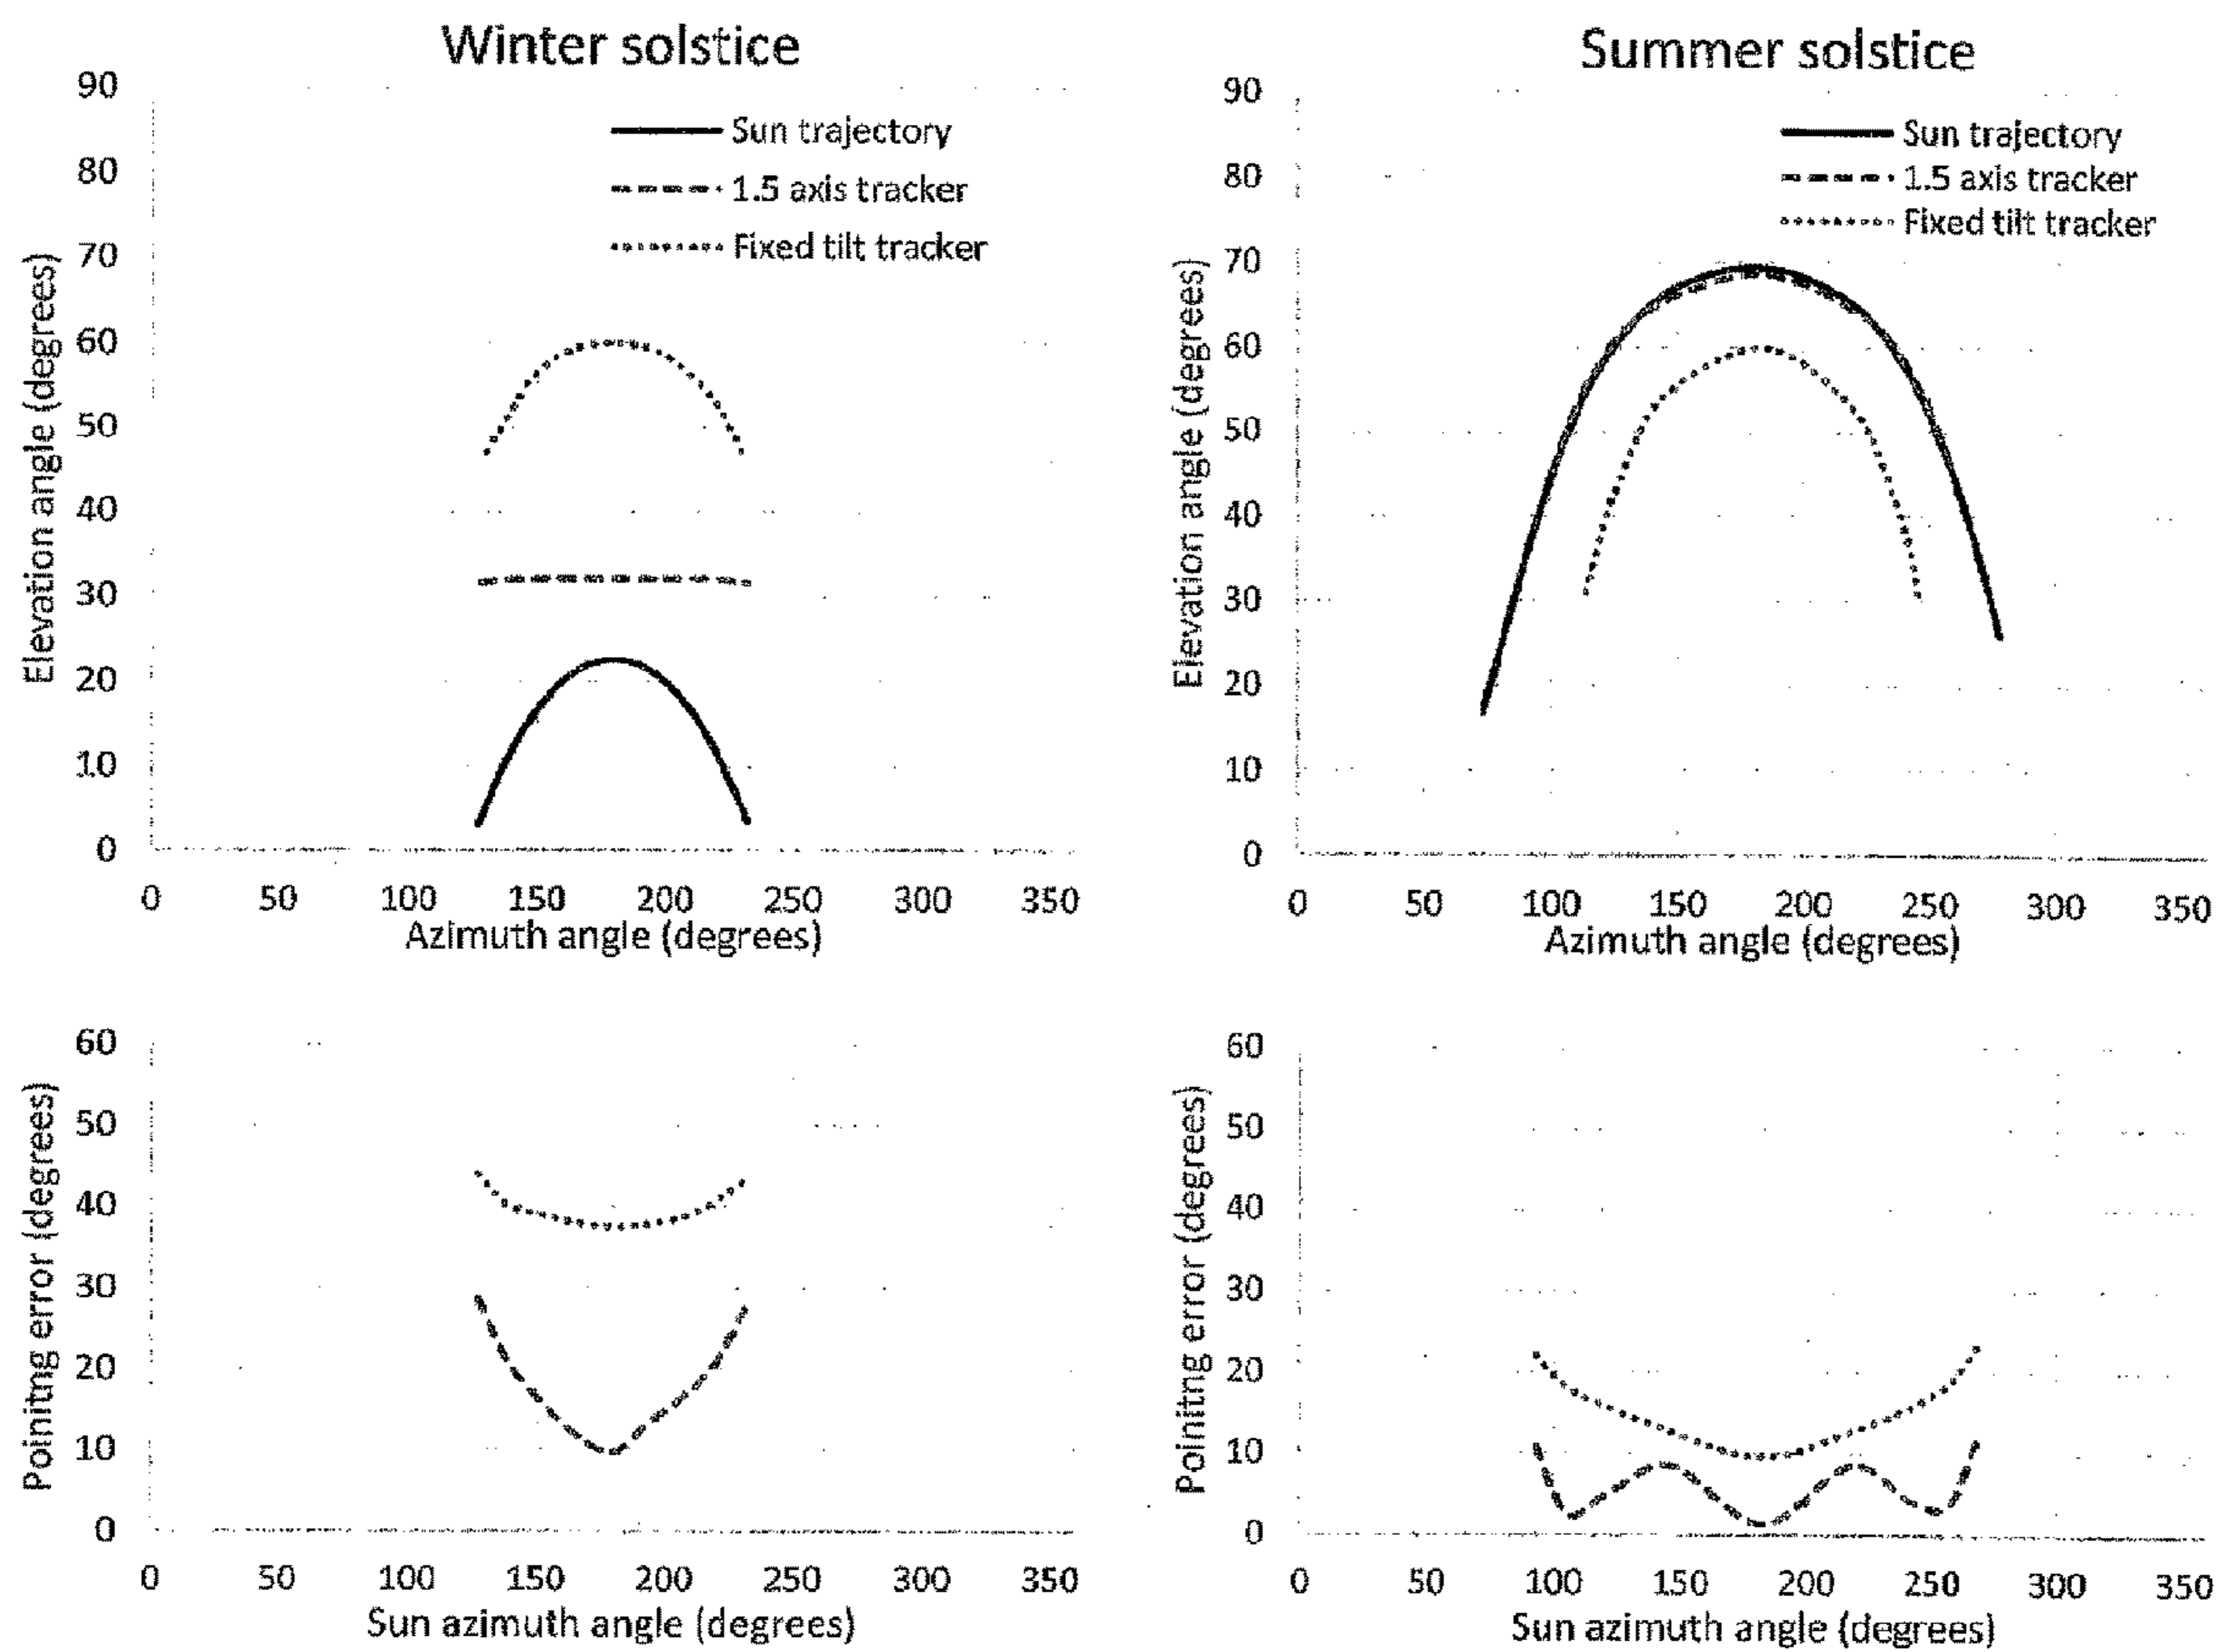 Winter solstice
90
80
70
60
50
40
30
20
10
0
Elevation angle (degrees)
Sun trajectory
1.5 axis tracker
Fixed tilt tracker
0 50 100 150 200 250 300 350
Azimuth angle (degrees)
Summer solstice
90
80
70
60
50
40
30
20
10
0
Elevation angle (degrees)
Sun trajectory
1.5 axis tracker
Fixed tilt tracker
0 50 100 150 200 250 300 350
Azimuth angle (degrees)
60
50
40
30
20
10
0
Poinitng error (degrees)
0 50 100 150 200 250 300 350
Sun azimuth angle (degrees)
60
50
40
30
20
10
0
Poinitng error (degrees)
0 50 100 150 200 250 300 350
Sun azimuth angle (degrees)